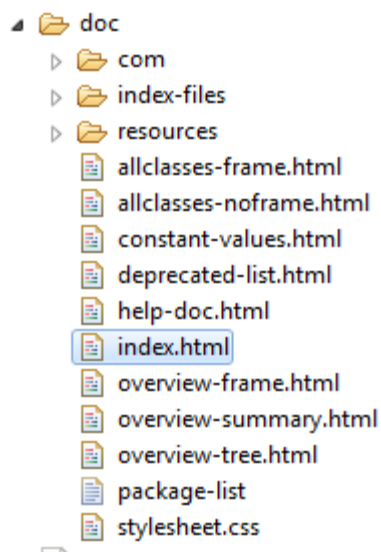 doc
com
index-files
resources
allclasses-frame.html
allclasses-noframe.html
constant-values.html
deprecated-list.html
help-doc.html
index.html
overview-frame.html
overview-summary.html
overview-tree.html
package-list
stylesheet.css